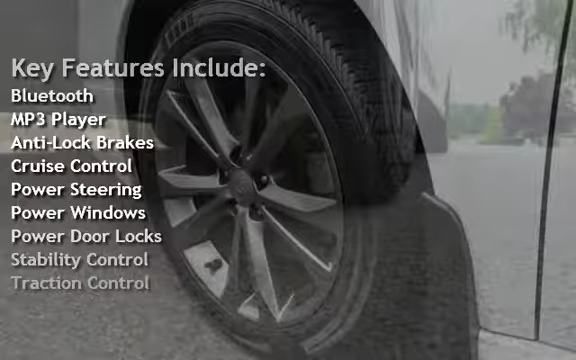 Key Features Include:
Bluetooth
MP3 Player
Anti-Lock Brakes
Cruise Control
Power Steering
Power Windows
Power Door Locks
Stability Control
Traction Control